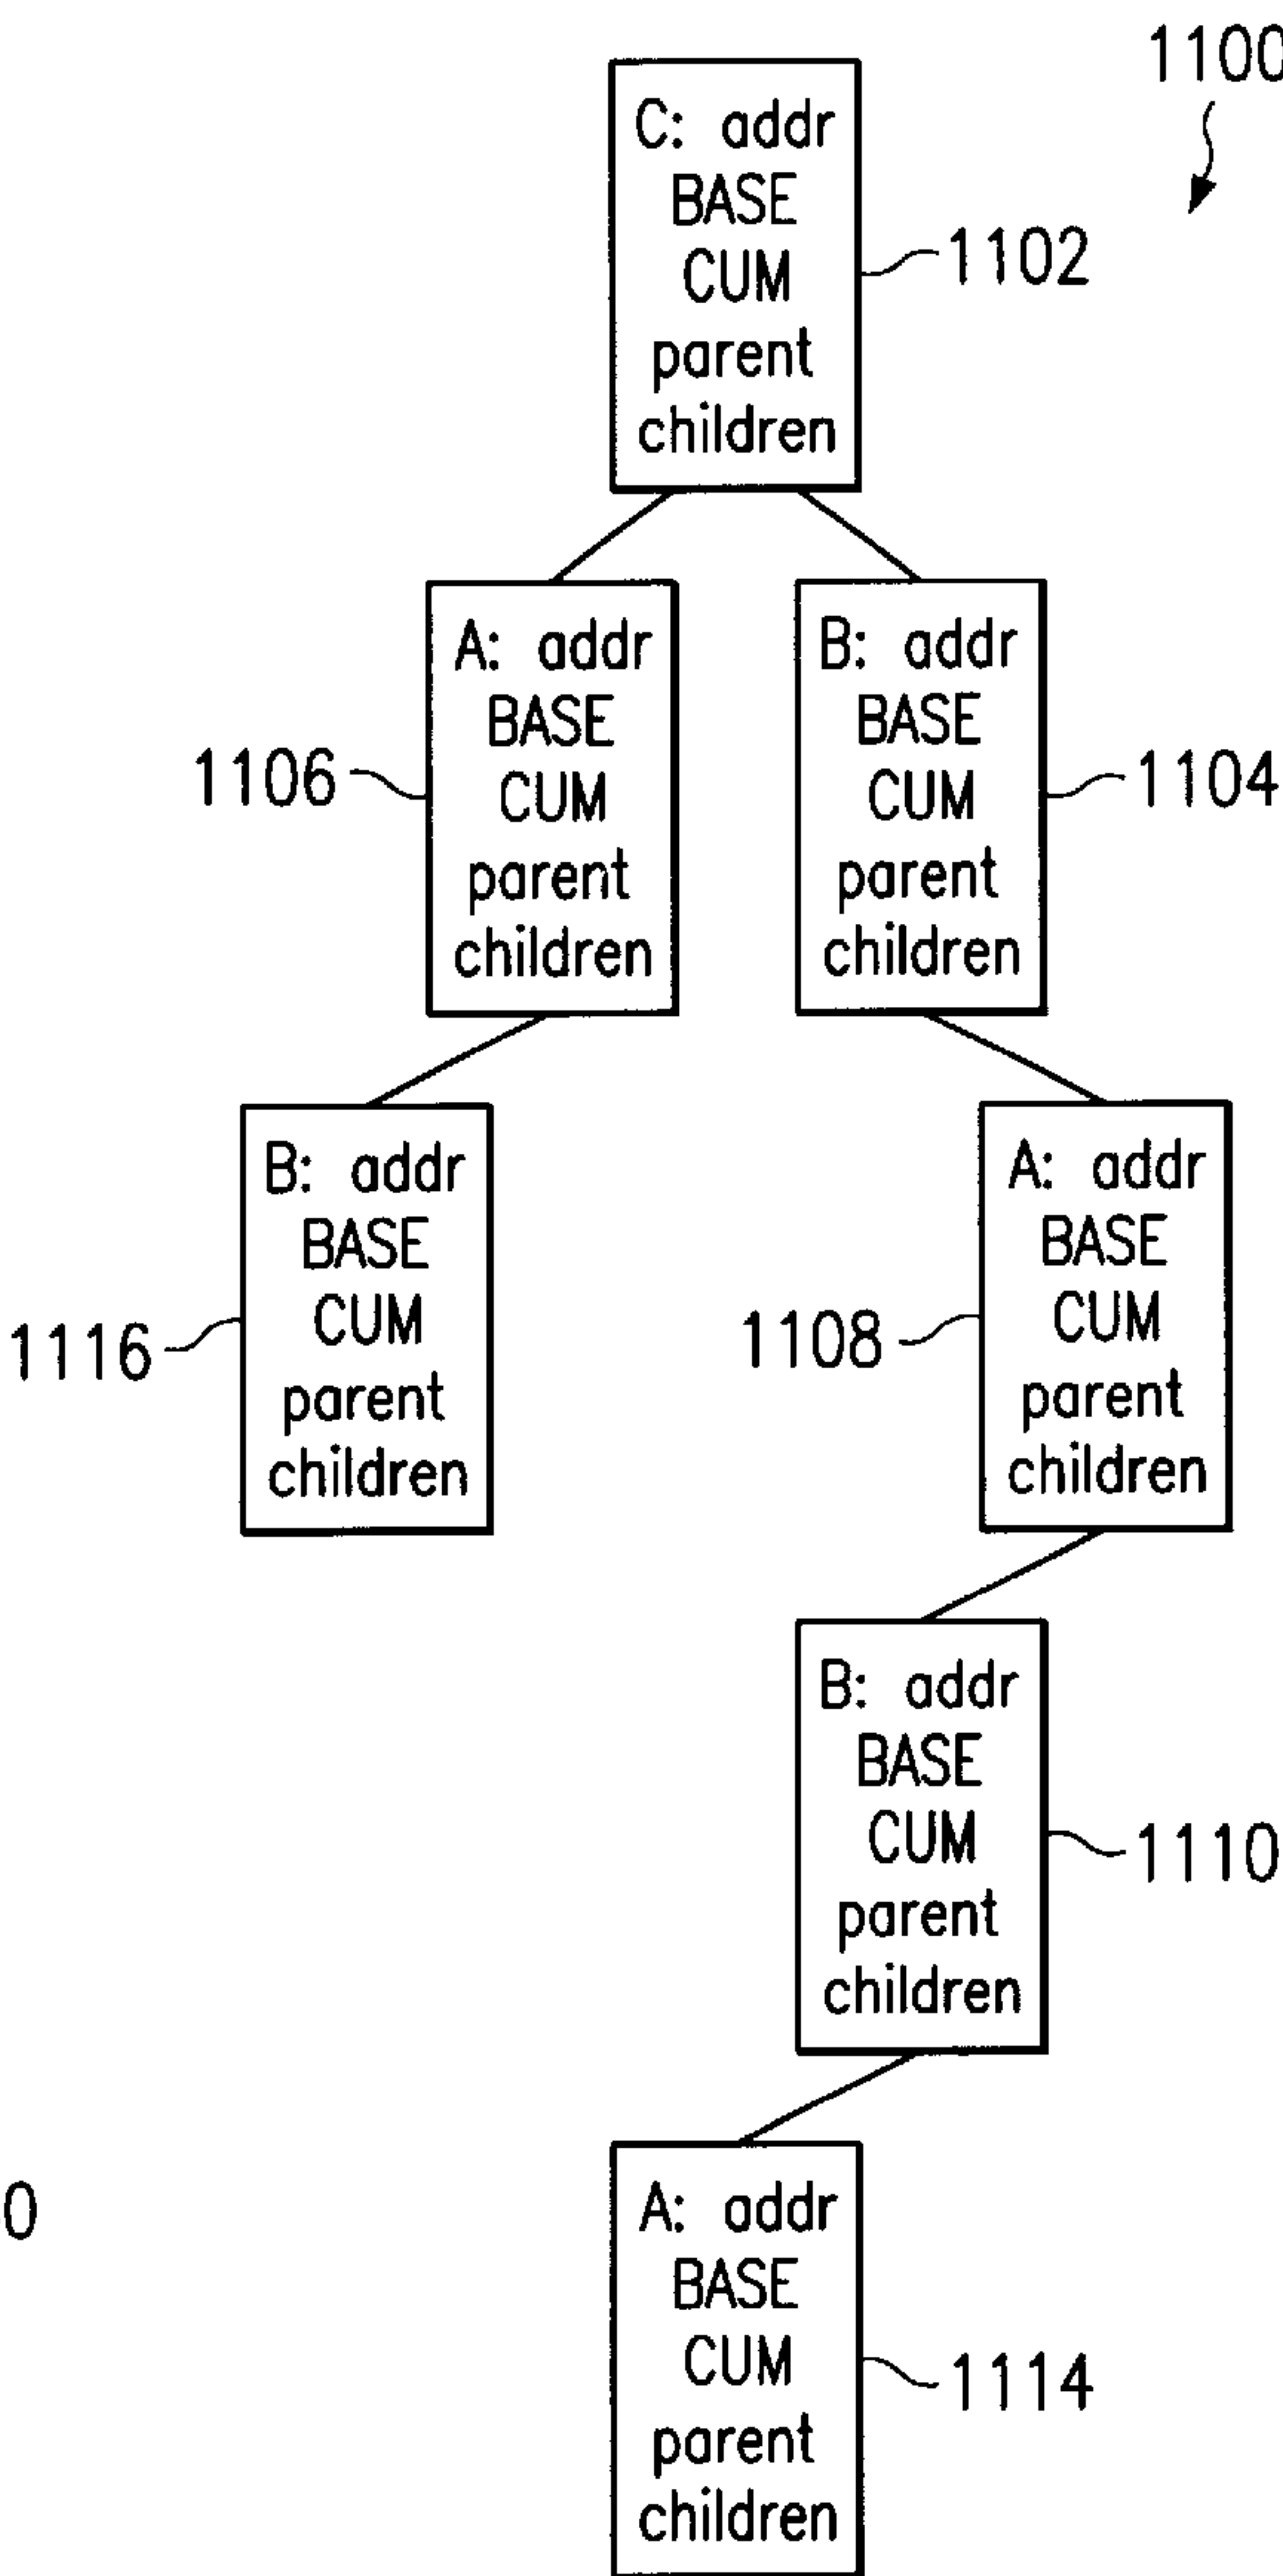 1100
C: addr
BASE
CUM
parent
children
1102
A: addr
BASE
CUM
parent
children
1106
B: addr
BASE
CUM
parent
children
1104
B: addr
BASE
CUM
parent
children
1116
A: addr
BASE
CUM
parent
children
1108
B: addr
BASE
CUM
parent
children
1110
0
A: addr
BASE
CUM
parent
children
1114